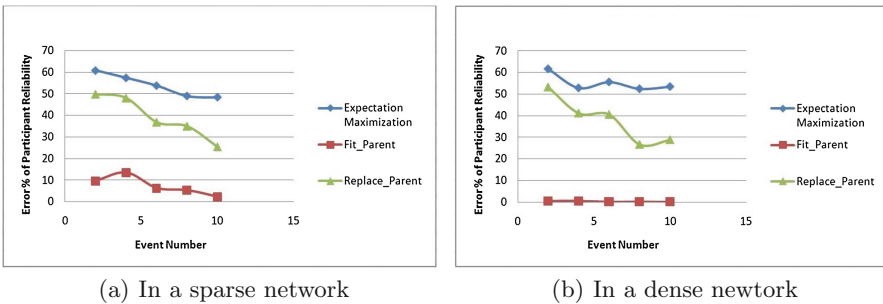 70
60
50
40
30
20
10
0
Error% of Participant Reliability
0
5
10
15
Event Number
Expectation
Maximization
Fit_Parent
Replace_Parent
(a) In a sparse network
70
60
50
40
30
20
10
0
Error% of Participant Reliability
0
5
10
15
Event Number
Expectation
Maximization
Fit_Parent
Replace_Parent
(b) In a dense newtork